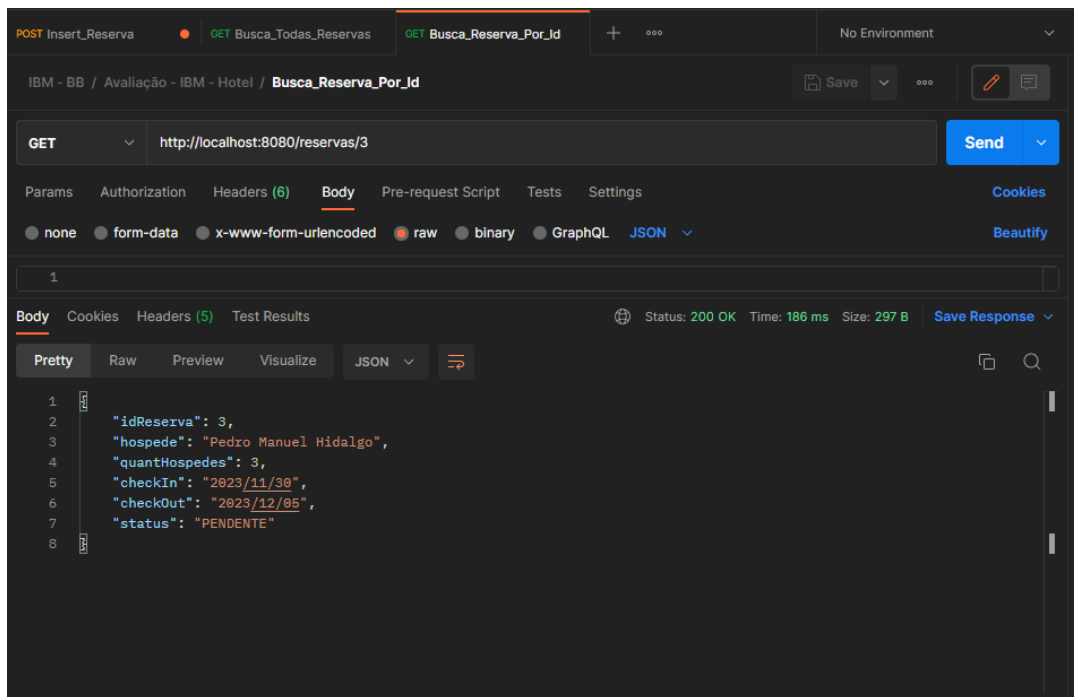 POST Insert_Reserva GET Busca_Todas_Reservas GET Busca_Reserva_Por_Id No Environment
IBM - BB / Avaliação - IBM - Hotel / Busca_Reserva_Por_Id Save
GET http://localhost:8080/reservas/3 Send
Params Authorization Headers (6) Body Pre-request Script Tests Settings Cookies
none form-data x-www-form-urlencoded raw binary GraphQL JSON Beautify
1
Body Cookies Headers (5) Test Results Status: 200 OK Time: 186 ms Size: 297 B Save Response
Pretty Raw Preview Visualize JSON
1 {
2 "idReserva": 3,
3 "hospede": "Pedro Manuel Hidalgo",
4 "quantHospedes": 3,
5 "checkIn": "2023/11/30",
6 "checkOut": "2023/12/05",
7 "status": "PENDENTE"
8 }